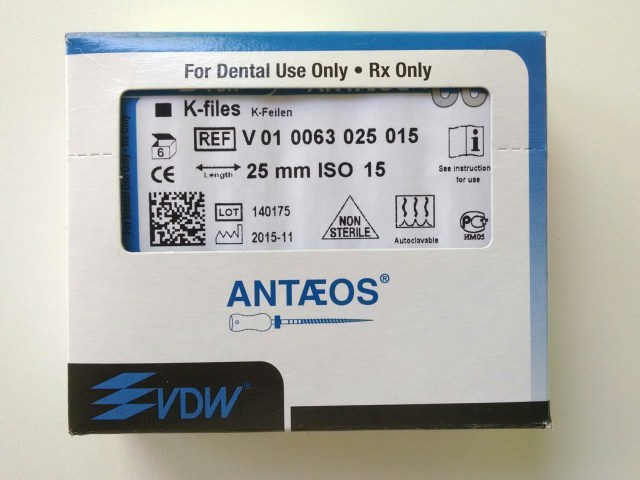 For Dental Use Only • Rx Only
K-files K-Feilen
6
REF V 01 0063 025 015
i
See instruction
for use
CE
Length 25 mm ISO 15
LOT 140175
2015-11
NON
STERILE
Autoclavable
PC
HM05
ANTÆOS®
VDW®